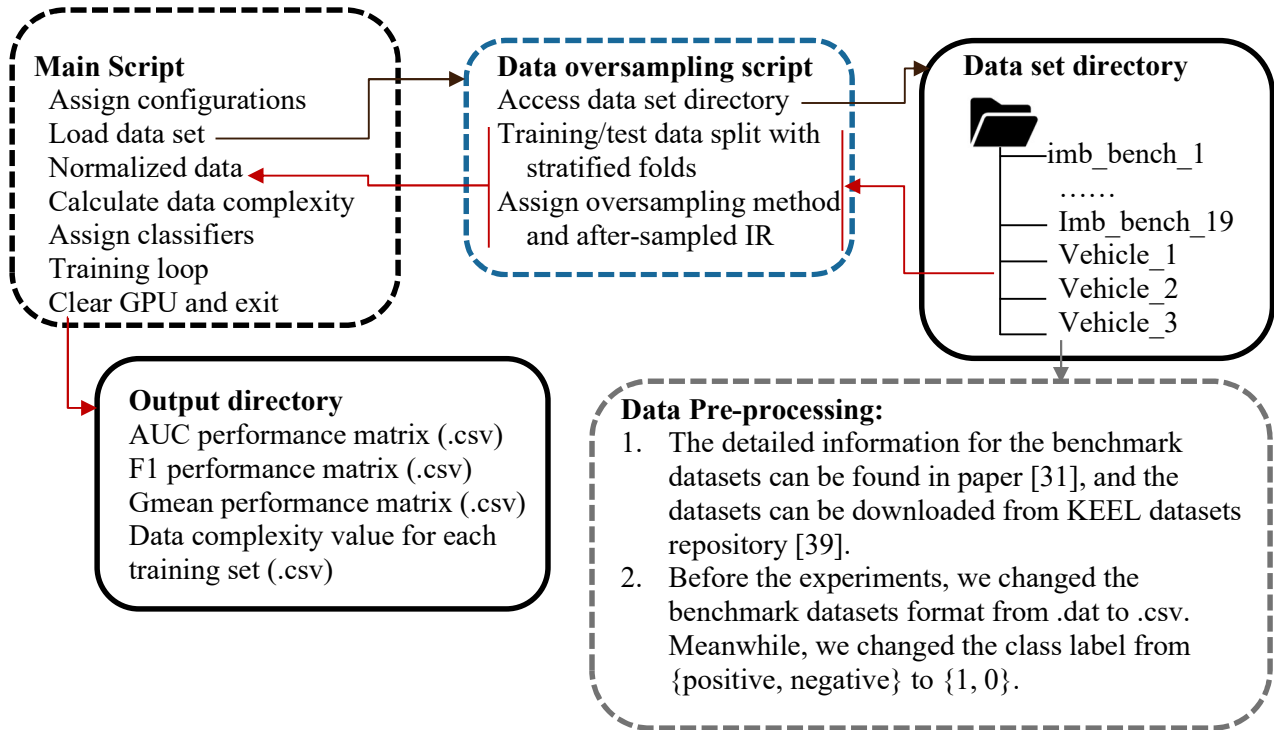 Main Script
Assign configurations
Load data set
Normalized data
Calculate data complexity
Assign classifiers
Training loop
Clear GPU and exit
Data oversampling script
Access data set directory
Training/test data split with
stratified folds
Assign oversampling method
and after-sampled IR
Data set directory
imb_bench_1
......
Imb_bench_19
Vehicle_1
Vehicle_2
Vehicle_3
Output directory
AUC performance matrix (.csv)
F1 performance matrix (.csv)
Gmean performance matrix (.csv)
Data complexity value for each
training set (.csv)
Data Pre-processing:
1. The detailed information for the benchmark
datasets can be found in paper [31], and the
datasets can be downloaded from KEEL datasets
repository [39].
2. Before the experiments, we changed the
benchmark datasets format from .dat to .csv.
Meanwhile, we changed the class label from
{positive, negative} to {1, 0}.